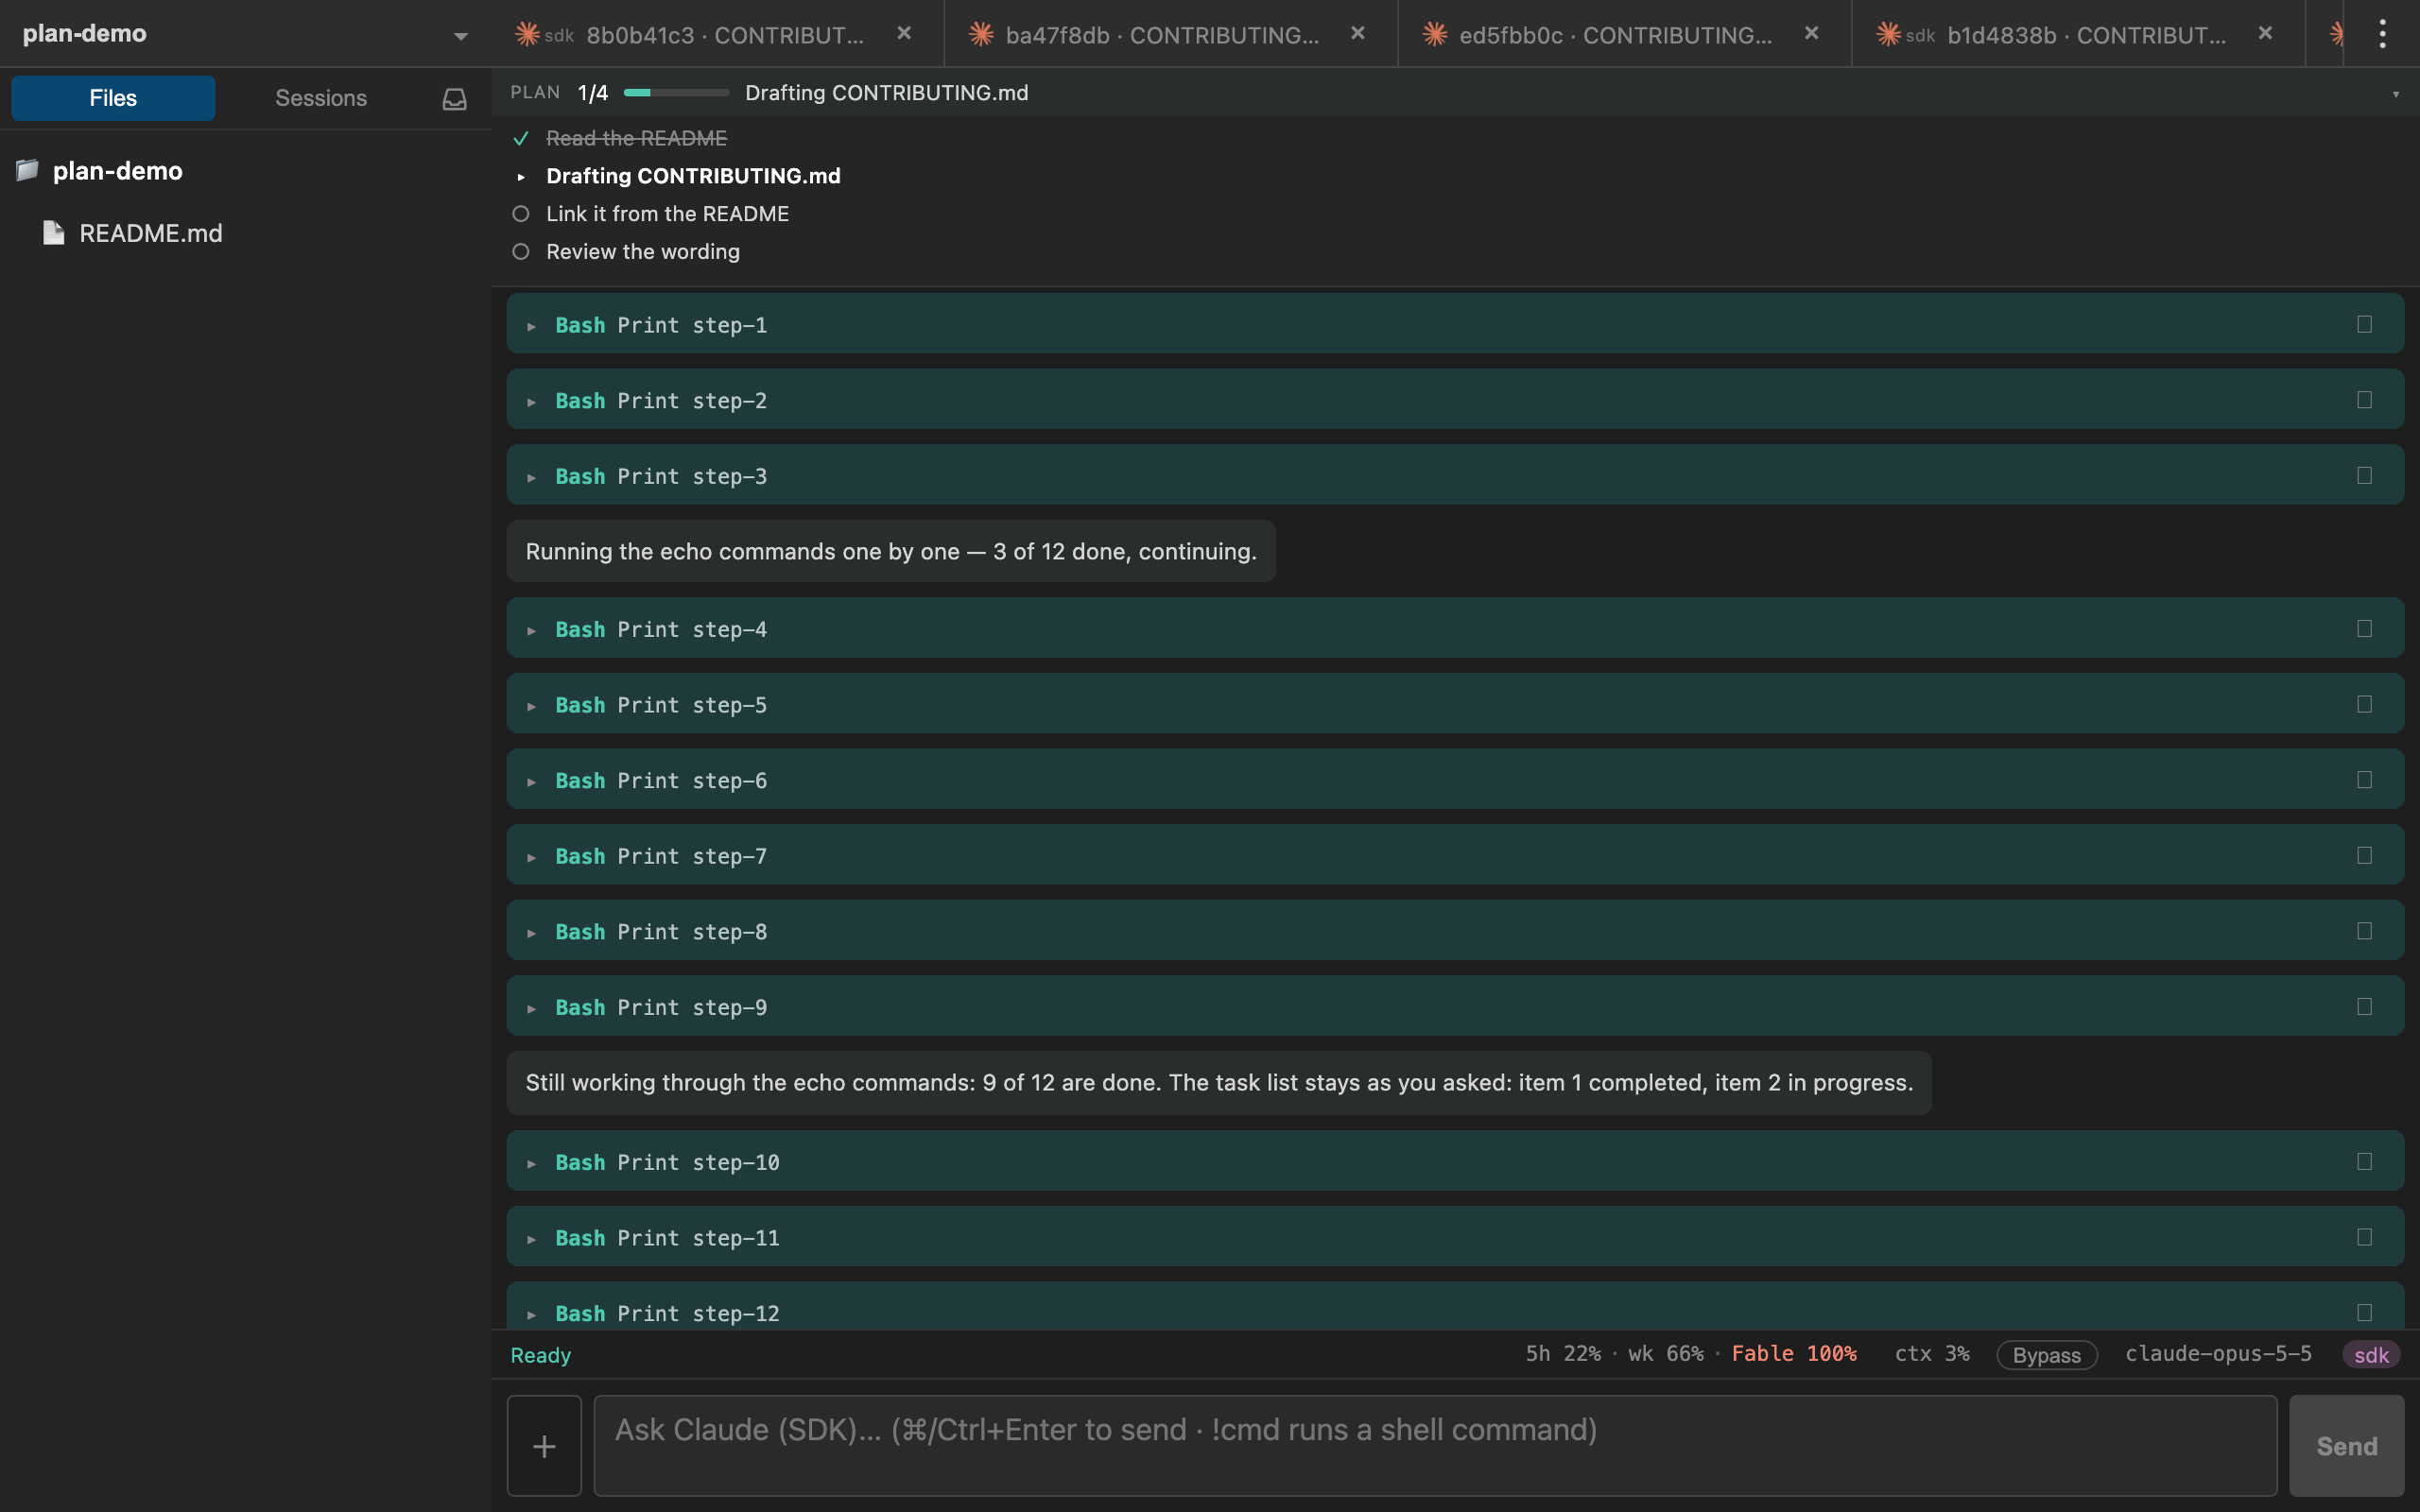 plan-demo
sdk 8b0b41c3 · CONTRIBUT...
ba47f8db · CONTRIBUTING...
ed5fbb0c · CONTRIBUTING...
sdk b1d4838b · CONTRIBUT...
Files
Sessions
PLAN 1/4 Drafting CONTRIBUTING.md
plan-demo
README.md
Read the README
Drafting CONTRIBUTING.md
Link it from the README
Review the wording
Bash Print step-1
Bash Print step-2
Bash Print step-3
Running the echo commands one by one — 3 of 12 done, continuing.
Bash Print step-4
Bash Print step-5
Bash Print step-6
Bash Print step-7
Bash Print step-8
Bash Print step-9
Still working through the echo commands: 9 of 12 are done. The task list stays as you asked: item 1 completed, item 2 in progress.
Bash Print step-10
Bash Print step-11
Bash Print step-12
Ready
5h 22% · wk 66% · Fable 100% ctx 3% Bypass claude-opus-5-5 sdk
+
Ask Claude (SDK)... (⌘/Ctrl+Enter to send · !cmd runs a shell command)
Send